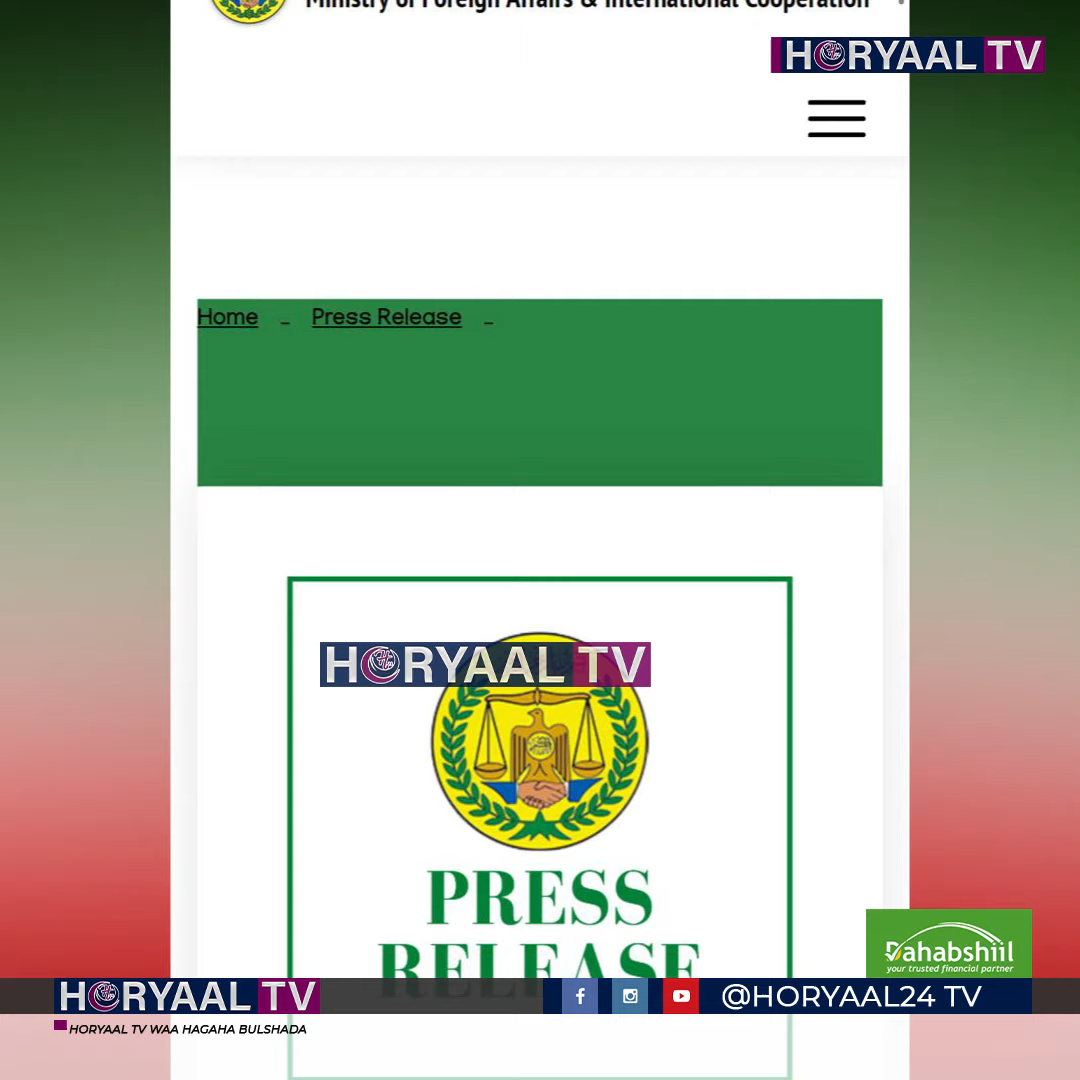 Ministry of Foreign Affairs & International Cooperation
HORYAAL TV
Home - Press Release -
HORYAAL TV
PRESS
RELEASE
Dahabshiil
your trusted financial partner
HORYAAL TV
@HORYAAL24 TV
HORYAAL TV WAA HAGAHA BULSHADA